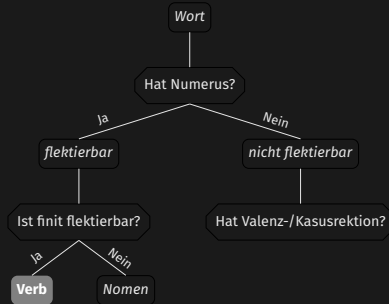 Wort
Hat Numerus?
Ja
Nein
flektierbar
nicht flektierbar
Ist finit flektierbar?
Hat Valenz-/Kasusrektion?
Ja
Nein
Verb
Nomen